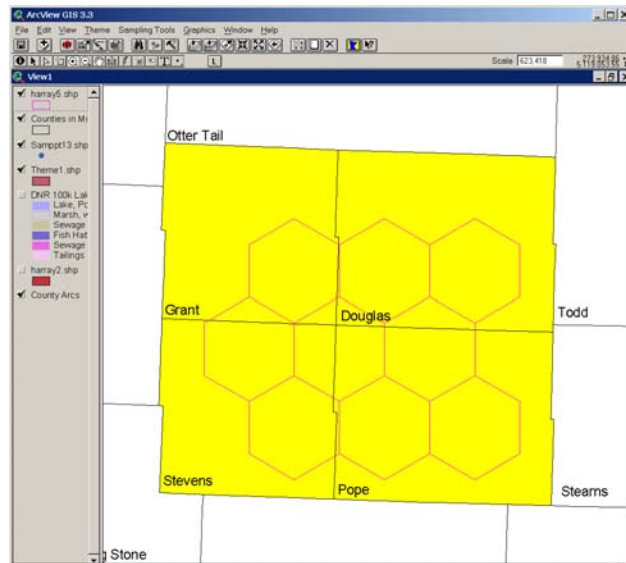 ArcView GIS 3.3
File Edit View Theme Sampling Tools Graphics Window Help
Scale 623,418
View1
harray5.shp
Counties in Mi
Samppt13.shp
Theme1.shp
DNR 100k Lak
Lake, Po
Marsh, w
Sewage
Fish Hat
Sewage
Tailings
harray2.shp
County Arcs
Otter Tail
Grant
Douglas
Todd
Stevens
Pope
Stearns
g Stone